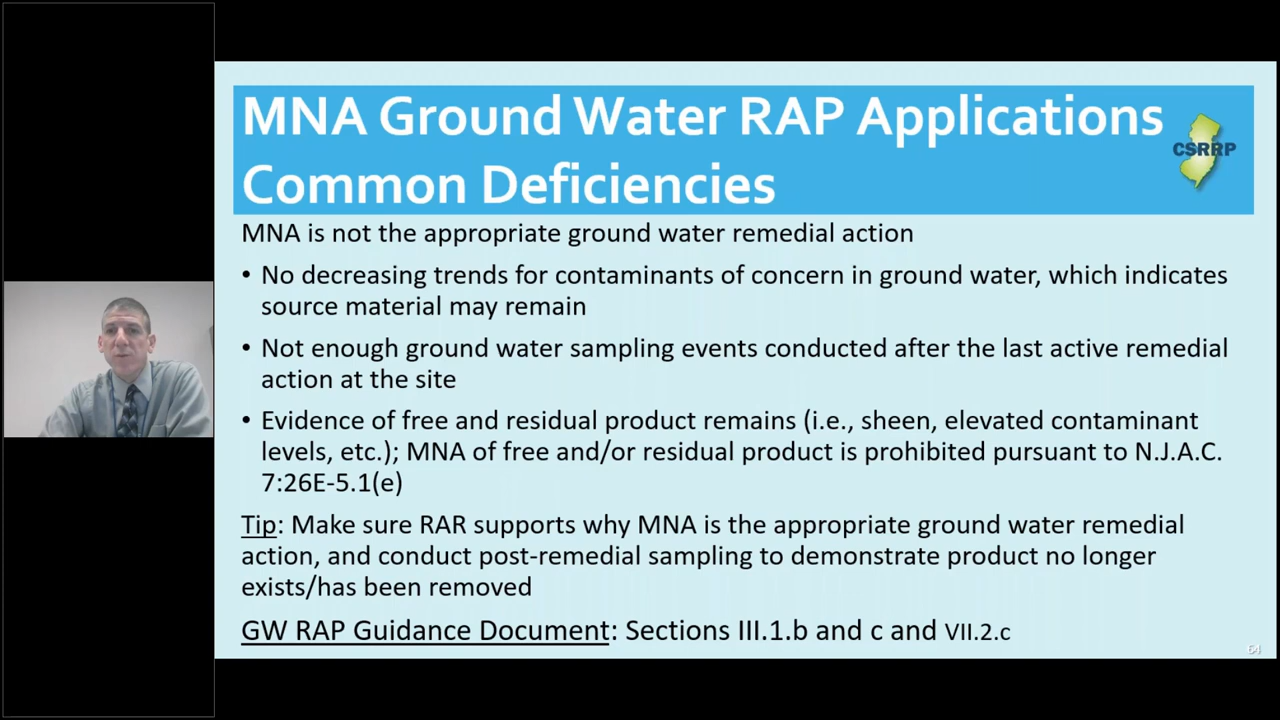 MNA Ground Water RAP Applications
Common Deficiencies
CSRRP
MNA is not the appropriate ground water remedial action
• No decreasing trends for contaminants of concern in ground water, which indicates
source material may remain
• Not enough ground water sampling events conducted after the last active remedial
action at the site
• Evidence of free and residual product remains (i.e., sheen, elevated contaminant
levels, etc.); MNA of free and/or residual product is prohibited pursuant to N.J.A.C.
7:26E-5.1(e)
Tip: Make sure RAR supports why MNA is the appropriate ground water remedial
action, and conduct post-remedial sampling to demonstrate product no longer
exists/has been removed
GW RAP Guidance Document: Sections III.1.b and c and VII.2.c
64